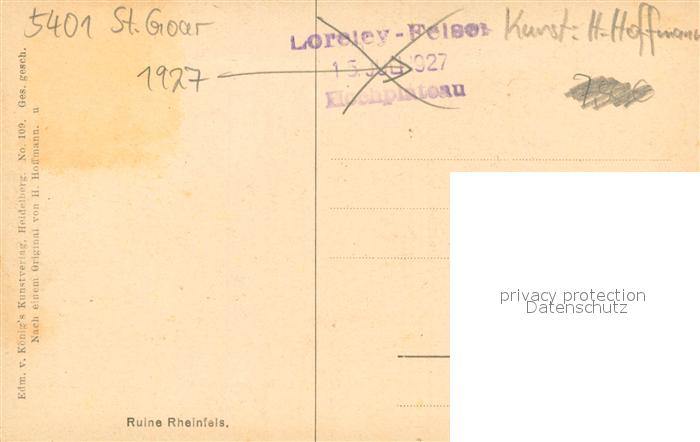 5401 St. Goar
1927
Loreley-Felsen
15. 1927
Hochplateau
Kunst: H. Hoffmann
Edm. v. König's Kunstverlag, Heidelberg. No. 109. Ges. gesch.
Nach einem Original von H. Hoffmann. u
Ruine Rheinfels.
privacy protection
Datenschutz